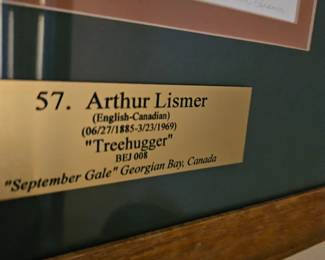 57. Arthur Lismer
(English-Canadian)
(06/27/1885-3/23/1969)
"Treehugger"
BEJ 008
"September Gale" Georgian Bay, Canada